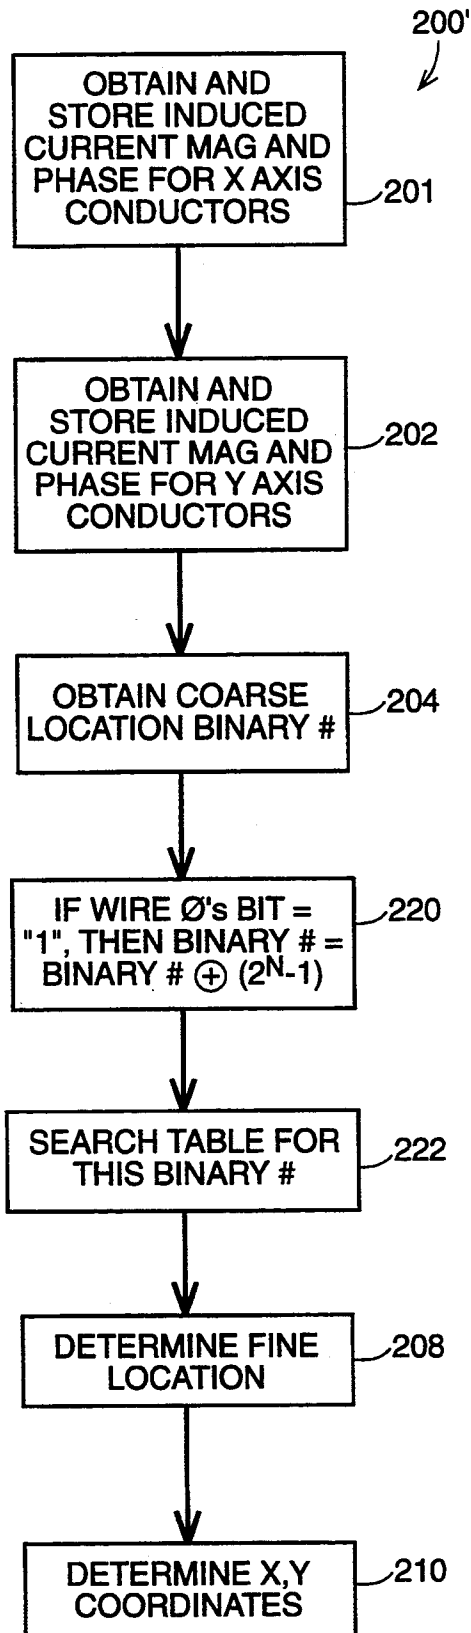 200'
OBTAIN AND
STORE INDUCED
CURRENT MAG AND
PHASE FOR X AXIS
CONDUCTORS
201
OBTAIN AND
STORE INDUCED
CURRENT MAG AND
PHASE FOR Y AXIS
CONDUCTORS
202
OBTAIN COARSE
LOCATION BINARY #
204
IF WIRE Ø's BIT =
"1", THEN BINARY # =
BINARY # ⊕ (2^N-1)
220
SEARCH TABLE FOR
THIS BINARY #
222
DETERMINE FINE
LOCATION
208
DETERMINE X,Y
COORDINATES
210